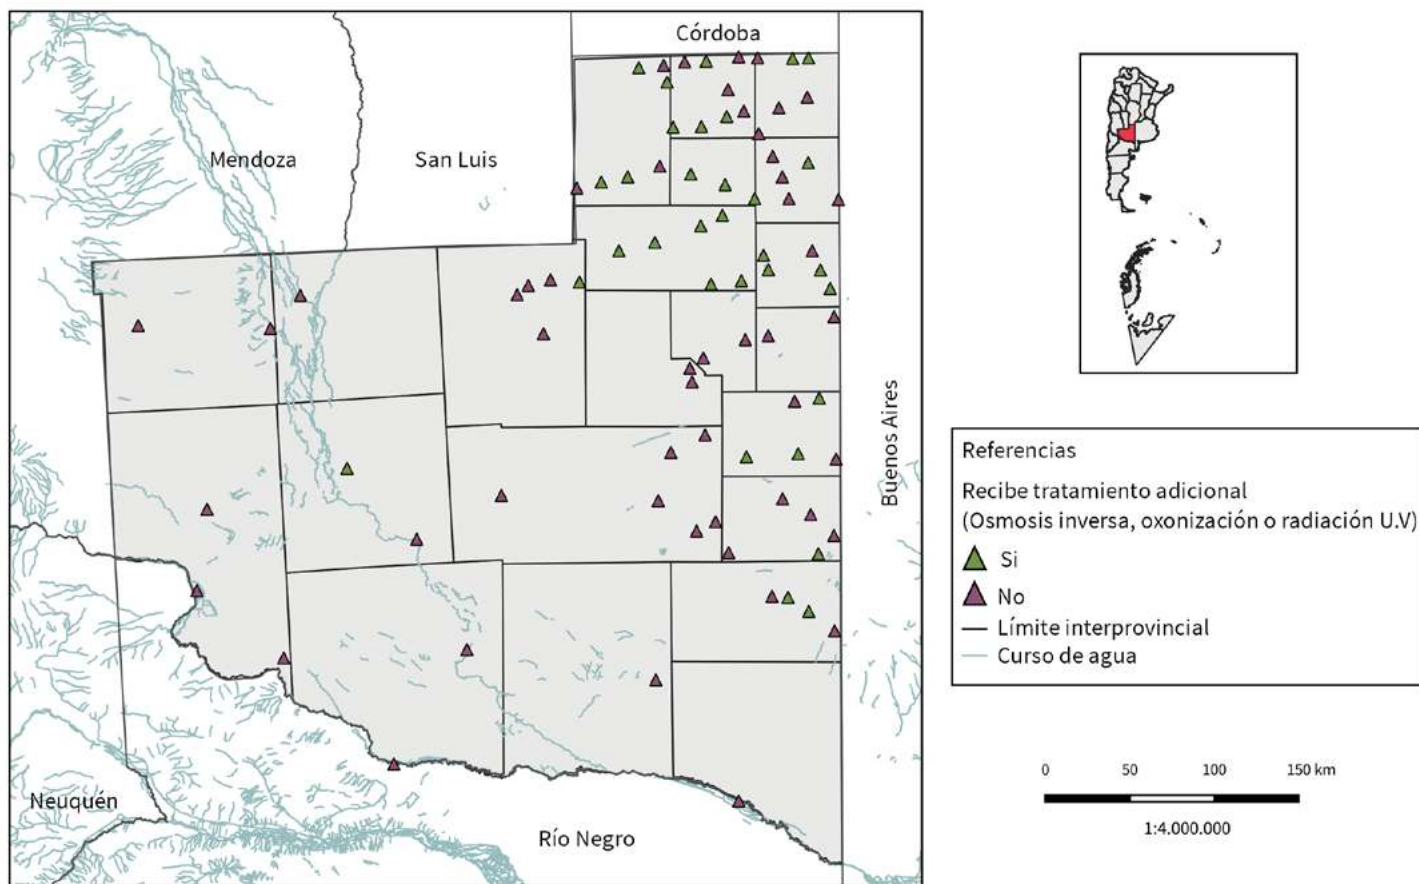 Córdoba
Mendoza
San Luis
Buenos Aires
Neuquén
Río Negro
Referencias
Recibe tratamiento adicional
(Osmosis inversa, oxonización o radiación U.V)
Si
No
Límite interprovincial
Curso de agua
0 50 100 150 km
1:4.000.000